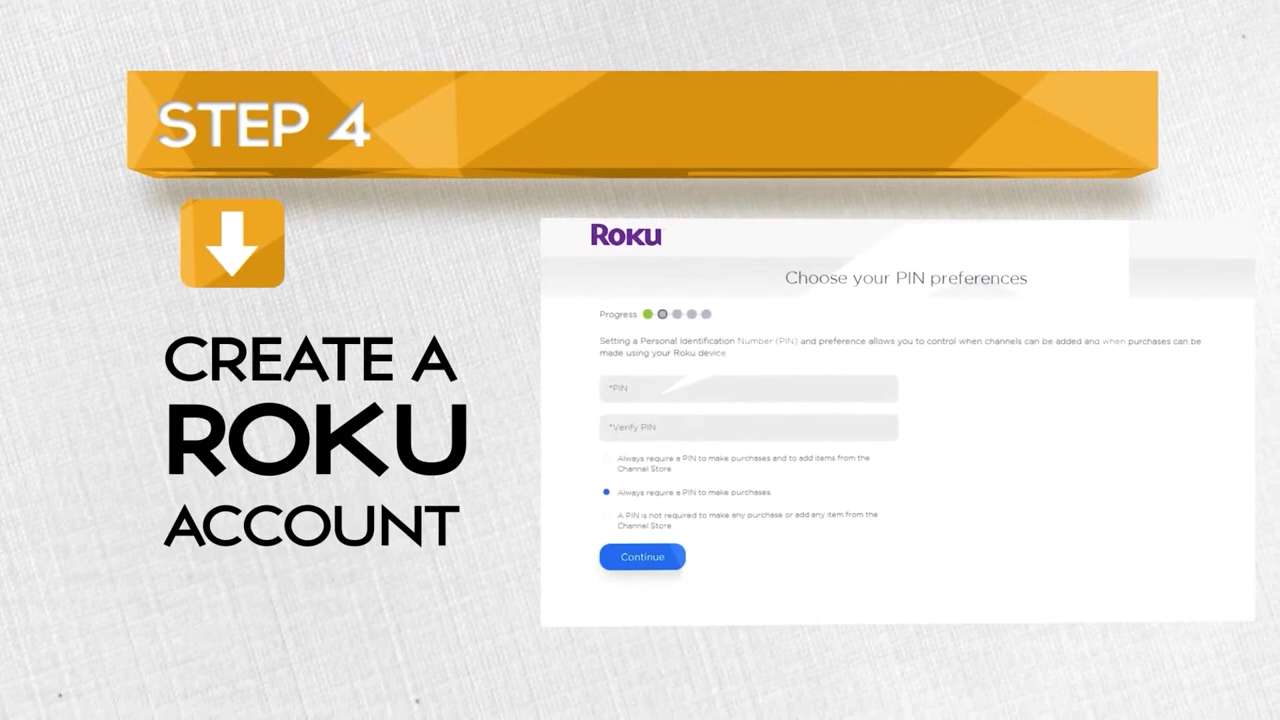 STEP 4
CREATE A
ROKU
ACCOUNT
Roku
Choose your PIN preferences
Progress
Setting a Personal Identification Number (PIN) and preference allows you to control when channels can be added and when purchases can be
made using your Roku device
*PIN
*Verify PIN
Always require a PIN to make purchases and to add items from the
Channel Store.
Always require a PIN to make purchases.
A PIN is not required to make any purchase or add any item from the
Channel Store
Continue